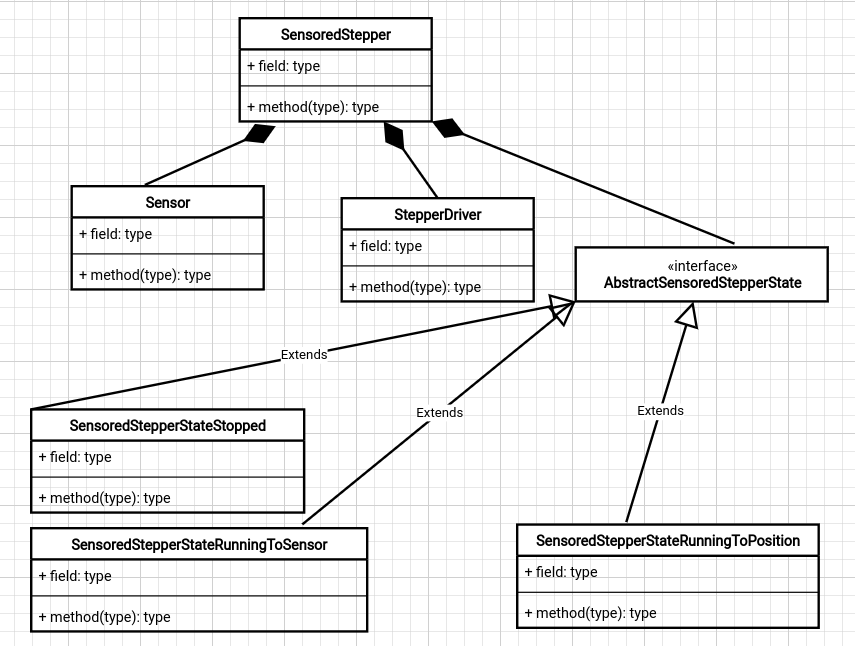 SensoredStepper
+ field: type
+ method(type): type
Sensor
+ field: type
+ method(type): type
StepperDriver
+ field: type
+ method(type): type
«interface»
AbstractSensoredStepperState
Extends
Extends
Extends
SensoredStepperStateStopped
+ field: type
+ method(type): type
SensoredStepperStateRunningToSensor
+ field: type
+ method(type): type
SensoredStepperStateRunningToPosition
+ field: type
+ method(type): type